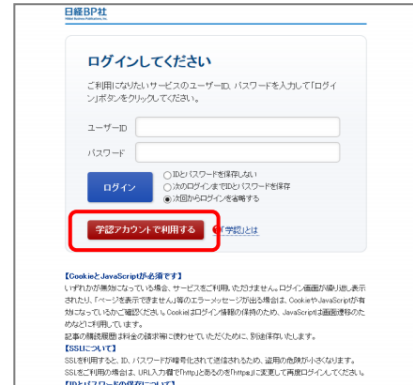 日経BP社
ログインしてください
ご利用になりたいサービスのユーザーID、パスワードを入力して「ログイ
ン」ボタンをクリックしてください。
ユーザーID
パスワード
ログイン
IDとパスワードを保存しない
次のログインまでIDとパスワードを保存
次回からログインを省略する
学認アカウントで利用する
「学認」とは
【CookieとJavaScriptが必須です】
いずれかが無効になっている場合、サービスをご利用いただけません。ログイン画面が繰り返し表示
されたり、「ページを表示できません」等のエラーメッセージが出る場合は、CookieやJavaScriptが有
効になっているかご確認ください。Cookieはログイン情報の保持のため、JavaScriptは画面遷移のた
めなどに利用しています。
記事の購読履歴は料金の請求等に使わせていただくために、別途保存いたします。
【SSLについて】
SSLを利用すると、ID、パスワードが暗号化されて送信されるため、盗用の危険が小さくなります。
SSLをご利用の場合は、URL入力欄で「http」とあるのを「https」に変更して再度ログインしてください。
【IDとパスワードの保存について】